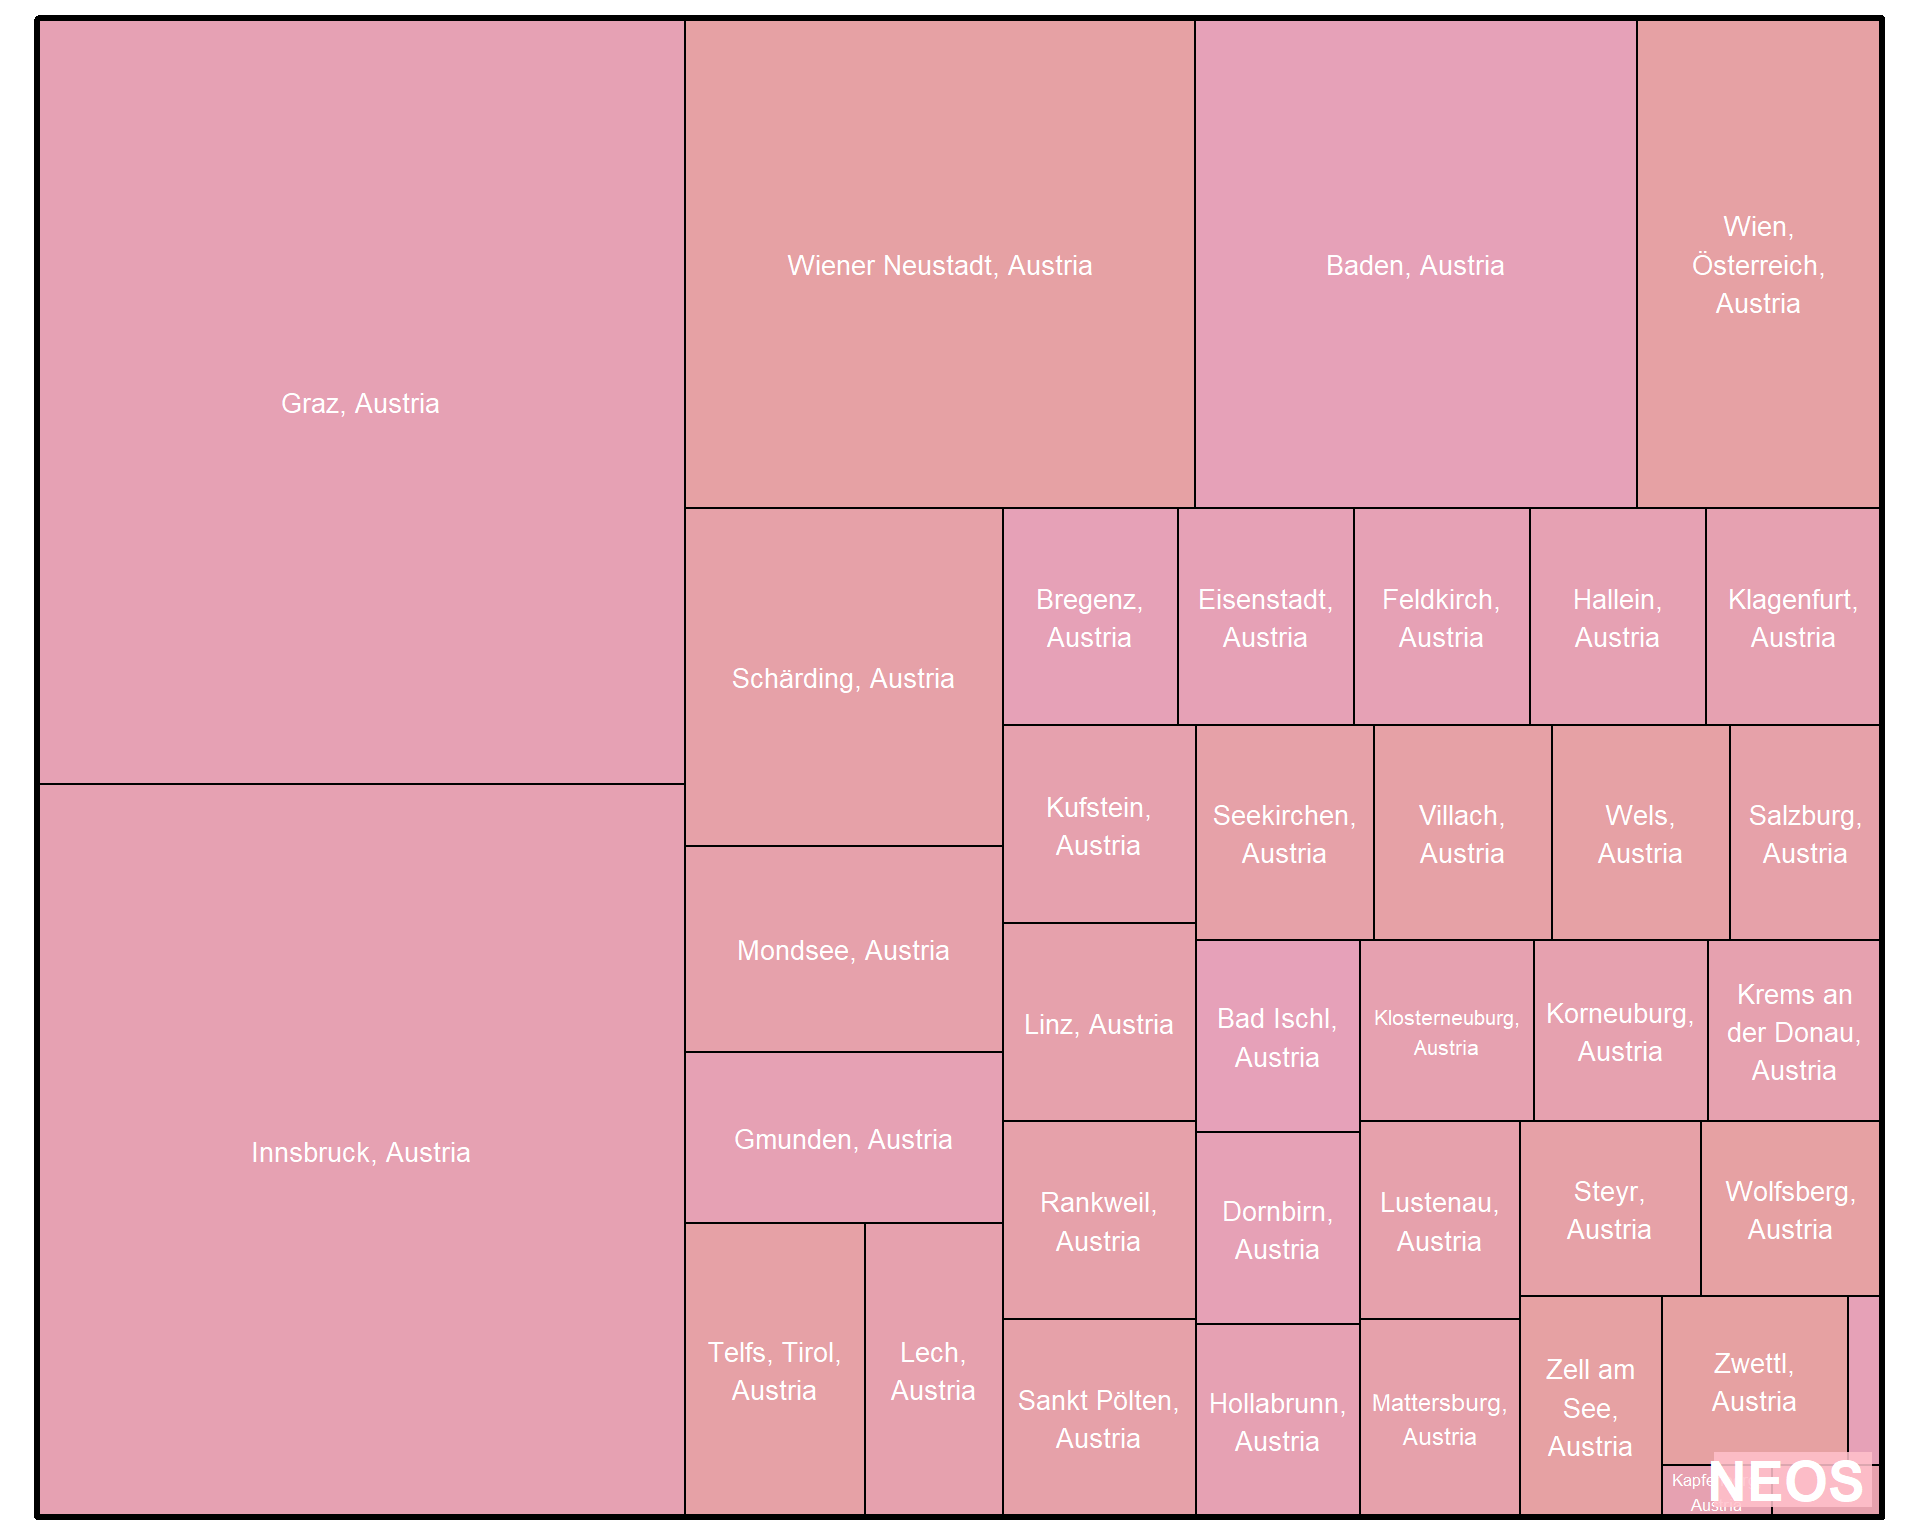 Graz, Austria
Innsbruck, Austria
Wiener Neustadt, Austria
Baden, Austria
Wien,
Österreich,
Austria
Schärding, Austria
Mondsee, Austria
Gmunden, Austria
Telfs, Tirol,
Austria
Lech,
Austria
Bregenz,
Austria
Eisenstadt,
Austria
Feldkirch,
Austria
Hallein,
Austria
Klagenfurt,
Austria
Kufstein,
Austria
Linz, Austria
Rankweil,
Austria
Sankt Pölten,
Austria
Seekirchen,
Austria
Villach,
Austria
Wels,
Austria
Salzburg,
Austria
Bad Ischl,
Austria
Dornbirn,
Austria
Hollabrunn,
Austria
Klosterneuburg,
Austria
Korneuburg,
Austria
Krems an
der Donau,
Austria
Lustenau,
Austria
Mattersburg,
Austria
Steyr,
Austria
Wolfsberg,
Austria
Zell am
See,
Austria
Zwettl,
Austria
Austria
NEOS